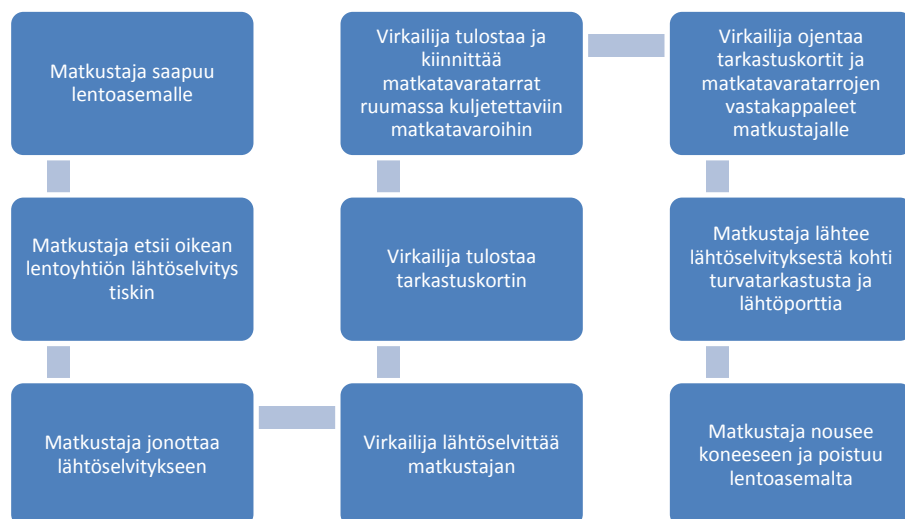 Matkustaja saapuu
lentoasemalle
Matkustaja etsii oikean
lentoyhtiön lähtöselvitys
tiskin
Matkustaja jonottaa
lähtöselvitykseen
Virkailija lähtöselvittää
matkustajan
Virkailija tulostaa
tarkastuskortin
Virkailija tulostaa ja
kiinnittää
matkatavaratarrat
ruumassa kuljetettaviin
matkatavaroihin
Virkailija ojentaa
tarkastuskortit ja
matkatavaratarrojen
vastakappaleet
matkustajalle
Matkustaja lähtee
lähtöselvityksestä kohti
turvatarkastusta ja
lähtöporttia
Matkustaja nousee
koneeseen ja poistuu
lentoasemalta